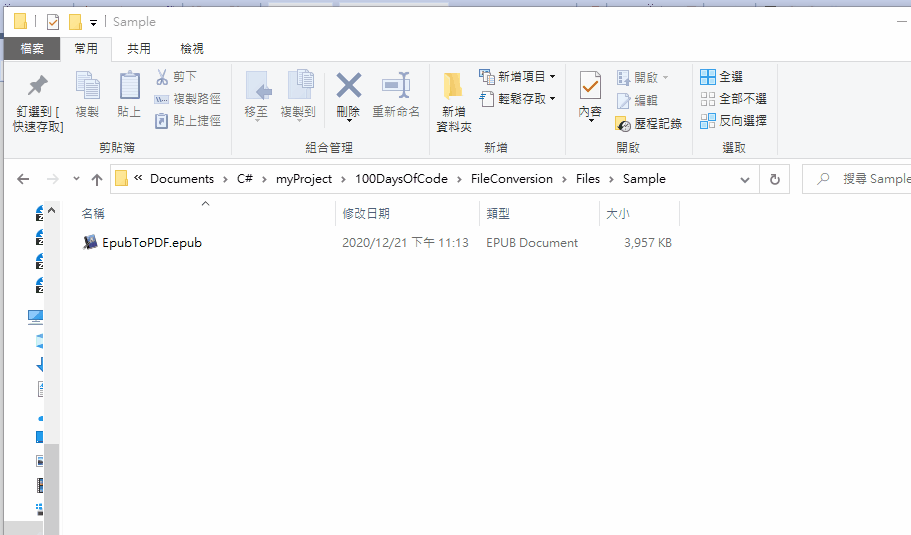 Sample
檔案 常用 共用 檢視
釘選到 [
快速存取]
複製
貼上
剪下
複製路徑
貼上捷徑
剪貼簿
移至
複製到
刪除
重新命名
組合管理
新增
資料夾
新增項目
輕鬆存取
新增
內容
開啟
編輯
歷程記錄
開啟
全選
全部不選
反向選擇
選取
« Documents > C# > myProject > 100DaysOfCode > FileConversion > Files > Sample
搜尋 Sample
名稱 修改日期 類型 大小
EpubToPDF.epub 2020/12/21 下午 11:13 EPUB Document 3,957 KB